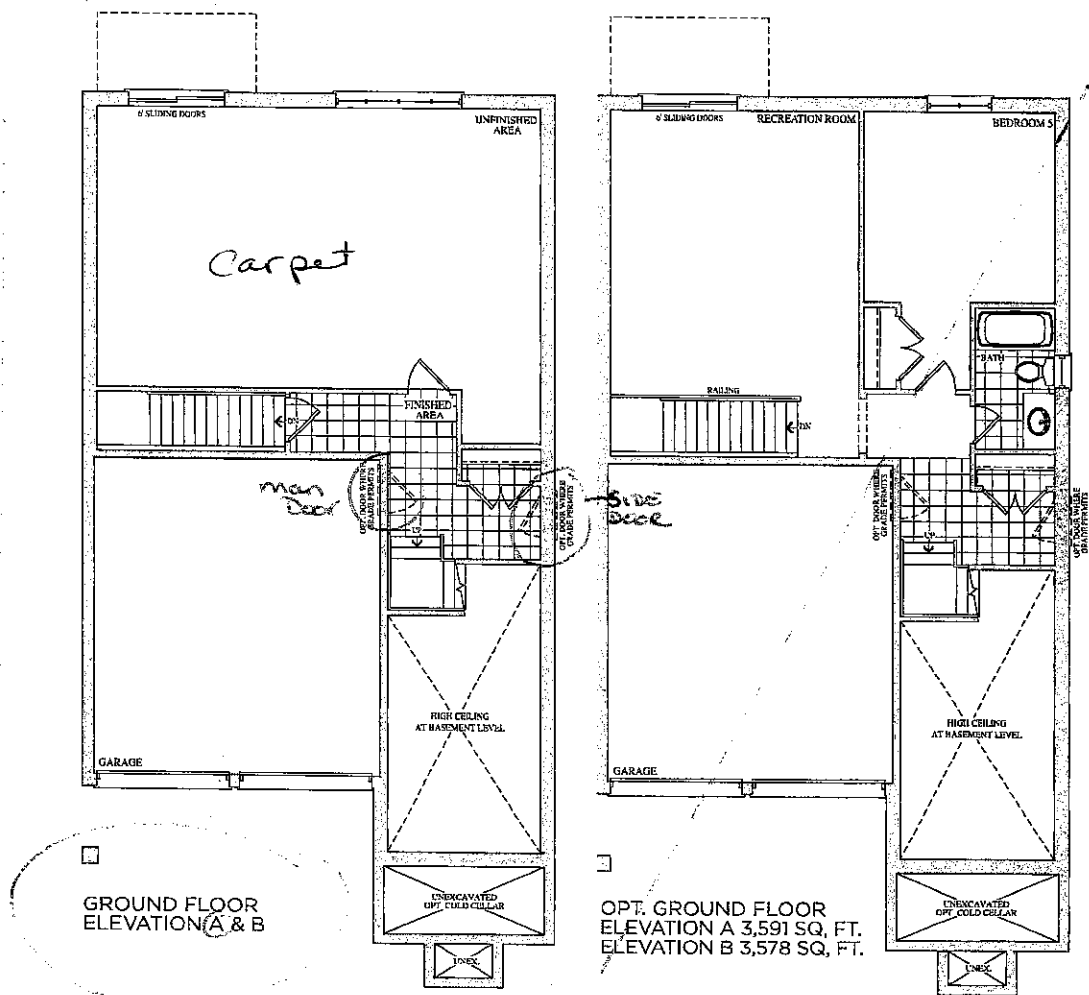 6' SLIDING DOORS
UNFINISHED
AREA
Carpet
FINISHED
AREA
DN
man
Door
OPT. DOOR WHERE
GRADE PERMITS
OPT. DOOR WHERE
GRADE PERMITS
SIDE
DOOR
UP
HIGH CEILING
AT BASEMENT LEVEL
GARAGE
UNEXCAVATED
OPT. COLD CELLAR
UNEX.
GROUND FLOOR
ELEVATION A & B
6' SLIDING DOORS
RECREATION ROOM
BEDROOM 5
BATH
RAILING
DN
OPT. DOOR WHERE
GRADE PERMITS
OPT. DOOR WHERE
GRADE PERMITS
UP
HIGH CEILING
AT BASEMENT LEVEL
GARAGE
UNEXCAVATED
OPT. COLD CELLAR
UNEX.
OPT. GROUND FLOOR
ELEVATION A 3,591 SQ, FT.
ELEVATION B 3,578 SQ, FT.